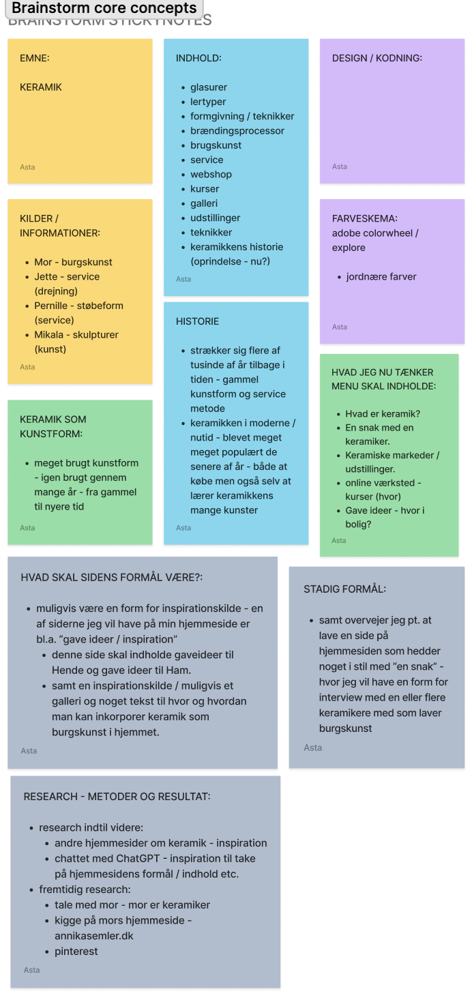 Brainstorm core concepts
BRAINSTORM STICKYNOTES
EMNE:
KERAMIK
Asta
INDHOLD:
• glasurer
• lertyper
• formgivning / teknikker
• brændingsprocessor
• brugskunst
• service
• webshop
• kurser
• galleri
• udstillinger
• teknikker
• keramikkens historie
(oprindelse - nu?)
Asta
DESIGN / KODNING:
Asta
KILDER /
INFORMATIONER:
• Mor - burgskunst
• Jette - service
(drejning)
• Pernille - støbeform
(service)
• Mikala - skulpturer
(kunst)
Asta
FARVESKEMA:
adobe colorwheel /
explore
• jordnære farver
Asta
HISTORIE
• strækker sig flere af
tusinde af år tilbage i
tiden - gammel
kunstform og service
metode
• keramikken i moderne /
nutid - blevet meget
meget populært de
senere af år - både at
købe men også selv at
lærer keramikkens
mange kunster
Asta
HVAD JEG NU TÆNKER
MENU SKAL INDHOLDE:
• Hvad er keramik?
• En snak med en
keramiker.
• Keramiske markeder /
udstillinger.
• online værksted -
kurser (hvor)
• Gave ideer - hvor i
bolig?
Asta
KERAMIK SOM
KUNSTFORM:
• meget brugt kunstform
- igen brugt gennem
mange år - fra gammel
til nyere tid
Asta
HVAD SKAL SIDENS FORMÅL VÆRE?:
• muligvis være en form for inspirationskilde - en
af siderne jeg vil have på min hjemmeside er
bl.a. “gave ideer / inspiration”
• denne side skal indholde gaveideer til
Hende og gave ideer til Ham.
• samt en inspirationskilde / muligvis et
galleri og noget tekst til hvor og hvordan
man kan inkorporer keramik som
burgskunst i hjemmet.
Asta
STADIG FORMÅL:
• samt overvejer jeg pt. at
lave en side på
hjemmesiden som hedder
noget i stil med “en snak” -
hvor jeg vil have en form for
interview med en eller flere
keramikere med som laver
burgskunst
Asta
RESEARCH - METODER OG RESULTAT:
• research indtil videre:
• andre hjemmesider om keramik - inspiration
• chattet med ChatGPT - inspiration til take
på hjemmesidens formål / indhold etc.
• fremtidig research:
• tale med mor - mor er keramiker
• kigge på mors hjemmeside -
annikasemler.dk
• pinterest
Asta